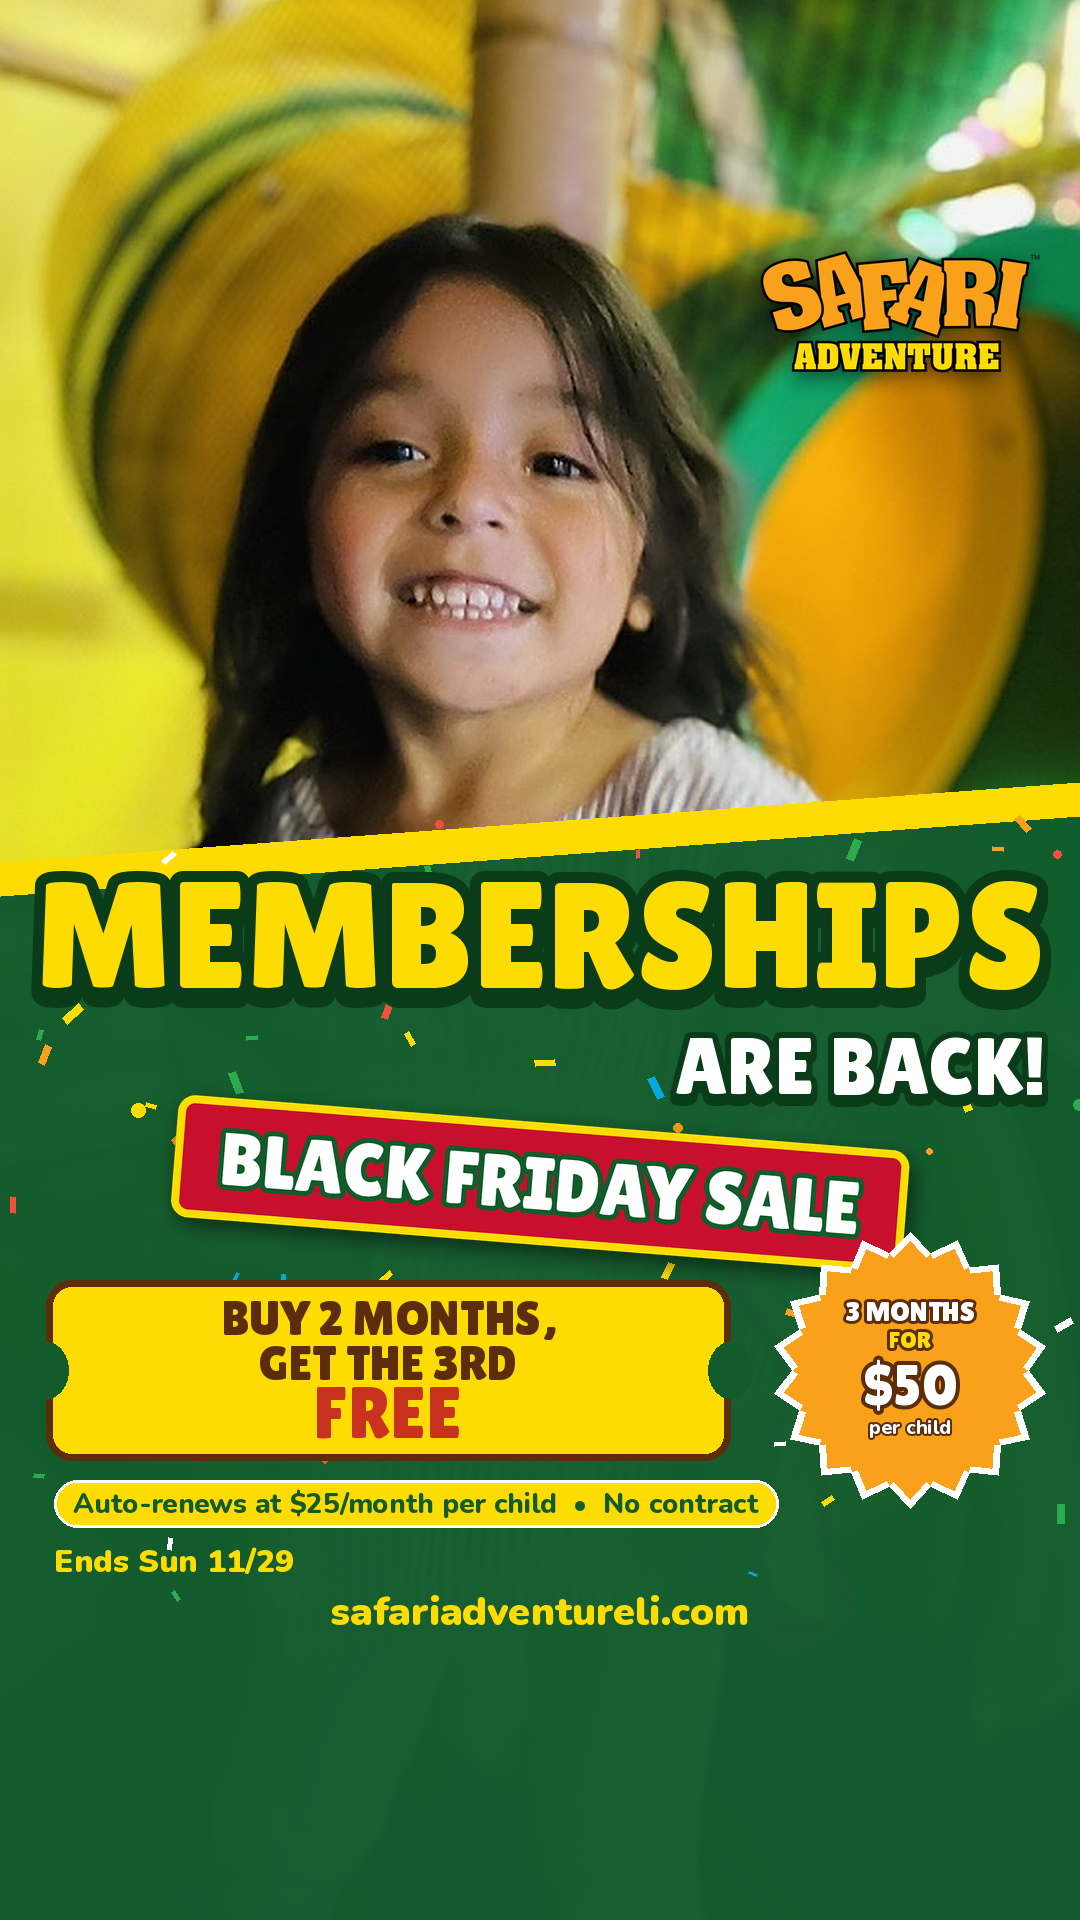 SAFARI™
ADVENTURE
MEMBERSHIPS
ARE BACK!
BLACK FRIDAY SALE
BUY 2 MONTHS,
GET THE 3RD
FREE
3 MONTHS
FOR
$50
per child
Auto-renews at $25/month per child • No contract
Ends Sun 11/29
safariadventureli.com